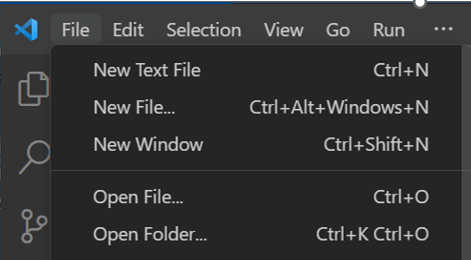 File Edit Selection View Go Run ···
New Text File Ctrl+N
New File... Ctrl+Alt+Windows+N
New Window Ctrl+Shift+N
Open File... Ctrl+O
Open Folder... Ctrl+K Ctrl+O